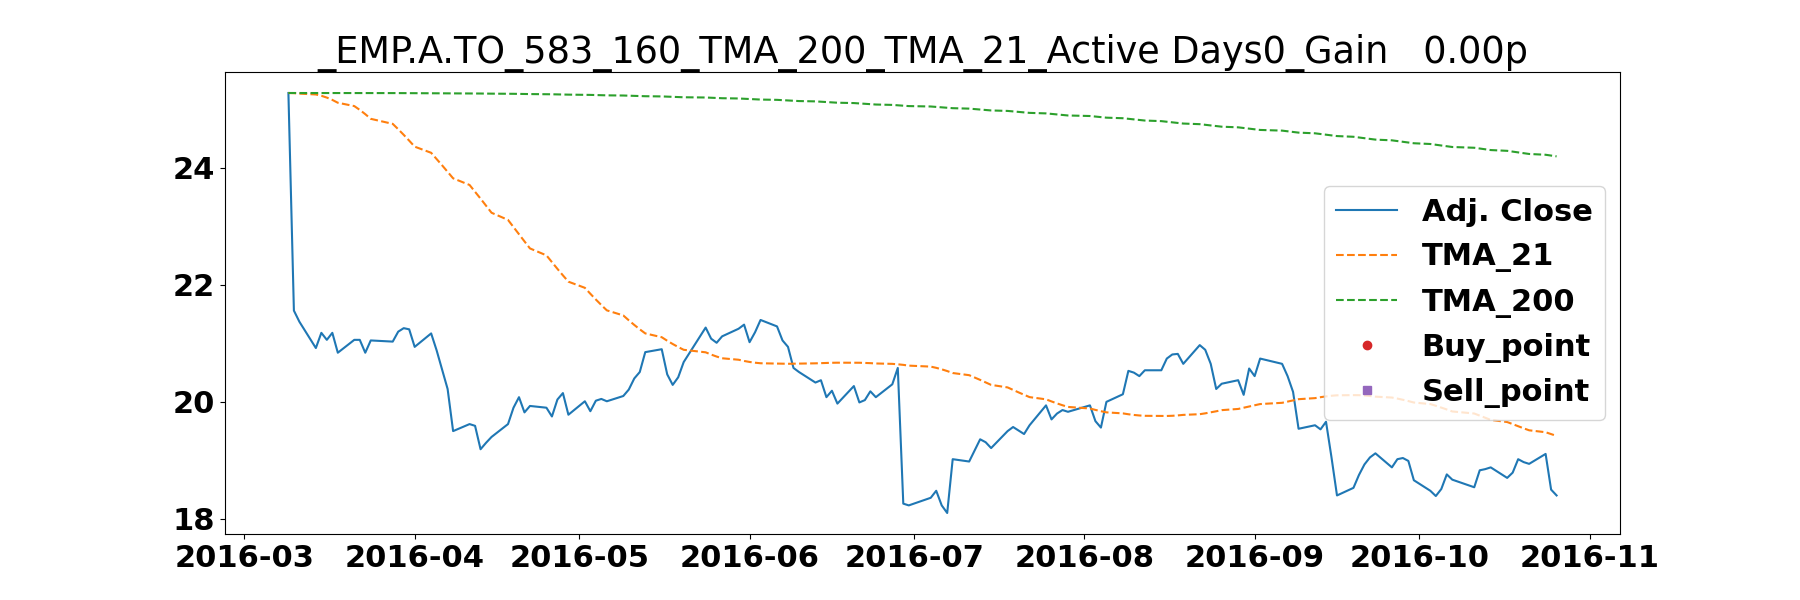 _EMP.A.TO_583_160_TMA_200_TMA_21_Active Days0_Gain   0.00p
24
22
20
18
Adj. Close
TMA_21
TMA_200
Buy_point
Sell_point
2016-03 2016-04 2016-05 2016-06 2016-07 2016-08 2016-09 2016-10 2016-11